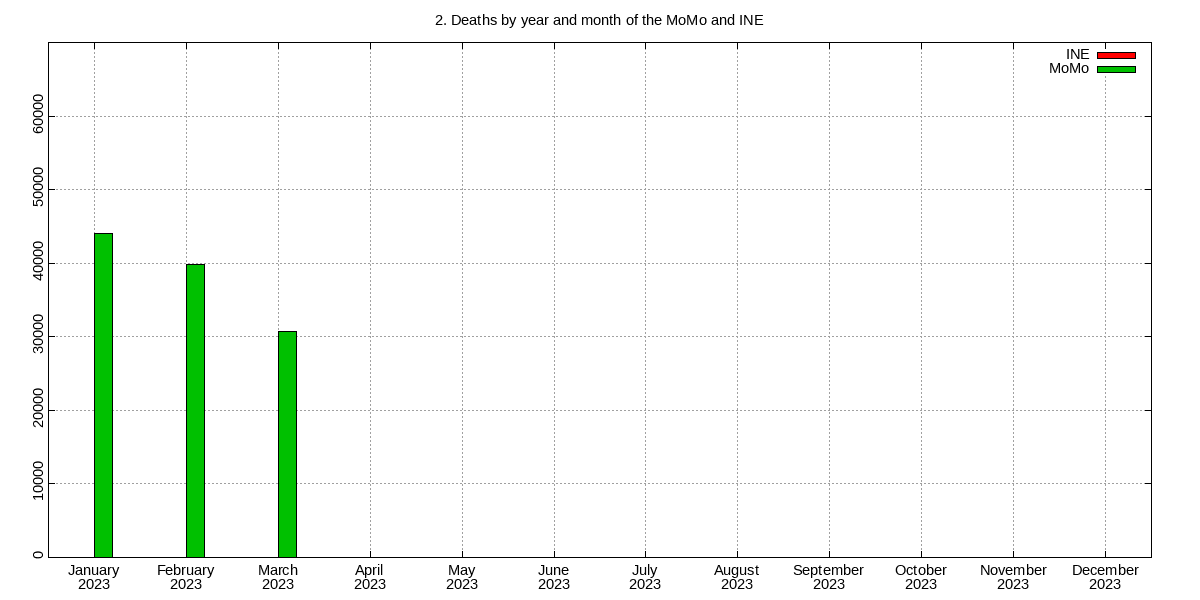 2. Deaths by year and month of the MoMo and INE
INE
MoMo
60000
50000
40000
30000
20000
10000
0
January February March April May June July August September October November December
2023 2023 2023 2023 2023 2023 2023 2023 2023 2023 2023 2023